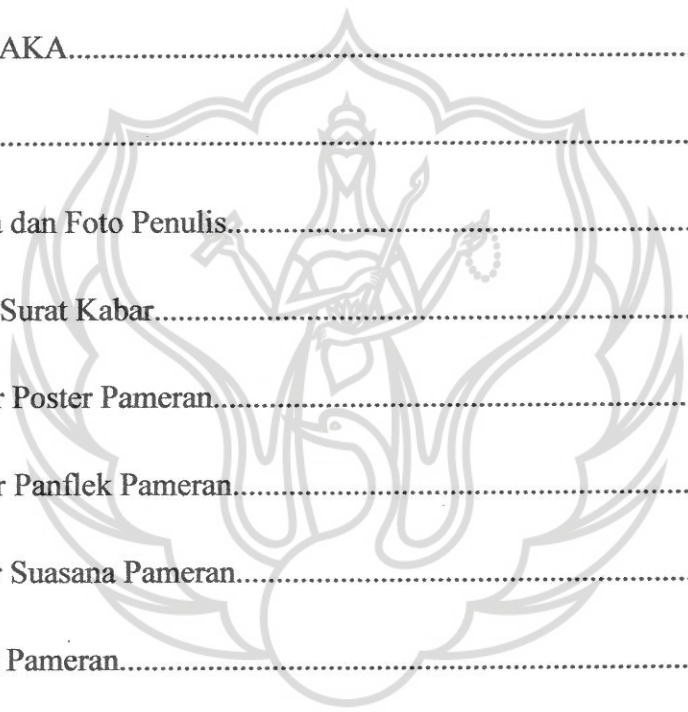 AKA
dan Foto Penulis
Surat Kabar
Poster Pameran
Panflek Pameran
Suasana Pameran
Pameran